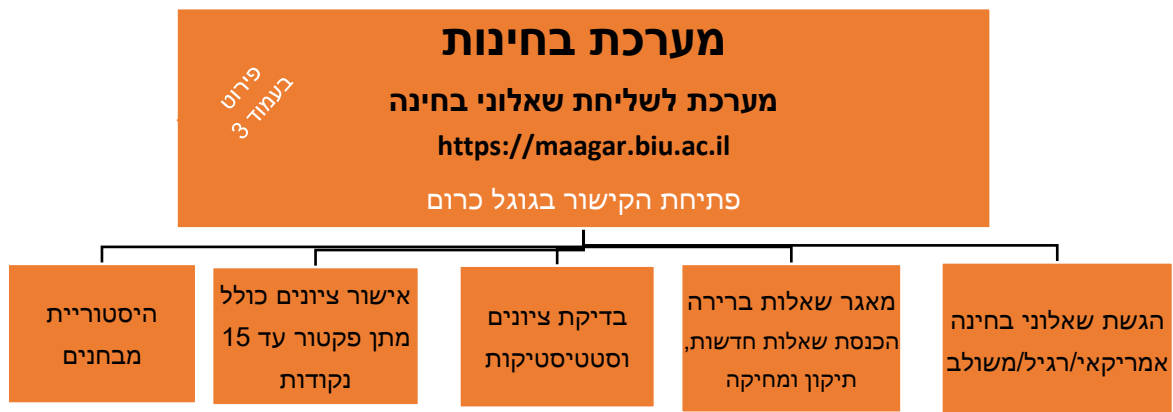 מערכת בחינות
פירוט
בעמוד 3
מערכת לשליחת שאלוני בחינה
https://maagar.biu.ac.il
פתיחת הקישור בגוגל כרום
הגשת שאלוני בחינה
אמריקאי/רגיל/משולב
מאגר שאלות ברירה
הכנסת שאלות חדשות,
תיקון ומחיקה
בדיקת ציונים
וסטטיסטיקות
אישור ציונים כולל
מתן פקטור עד 15
נקודות
היסטוריית
מבחנים